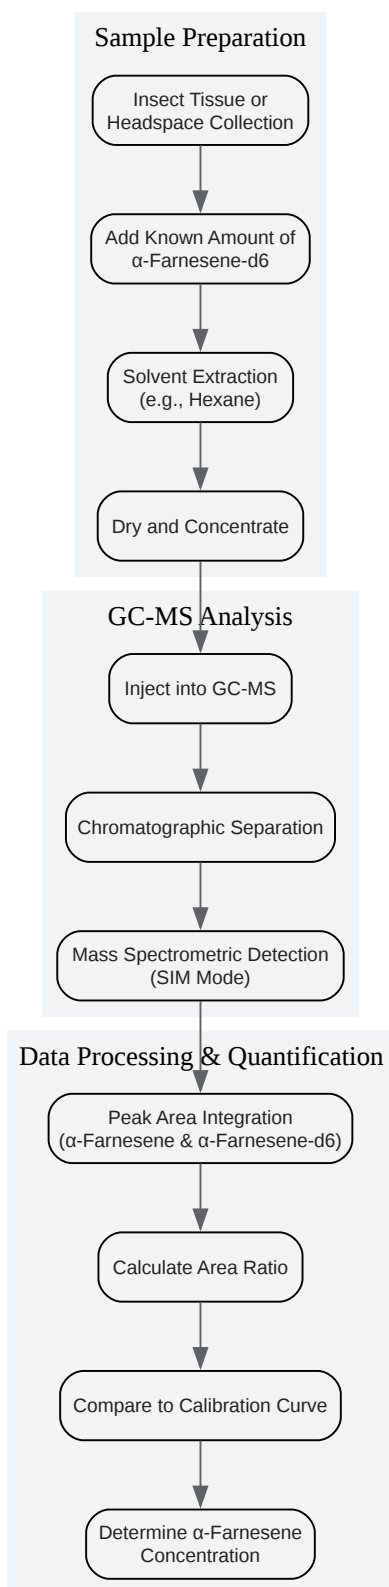 Sample Preparation
Insect Tissue or
Headspace Collection
Add Known Amount of
α-Farnesene-d6
Solvent Extraction
(e.g., Hexane)
Dry and Concentrate
GC-MS Analysis
Inject into GC-MS
Chromatographic Separation
Mass Spectrometric Detection
(SIM Mode)
Data Processing & Quantification
Peak Area Integration
(α-Farnesene & α-Farnesene-d6)
Calculate Area Ratio
Compare to Calibration Curve
Determine α-Farnesene
Concentration